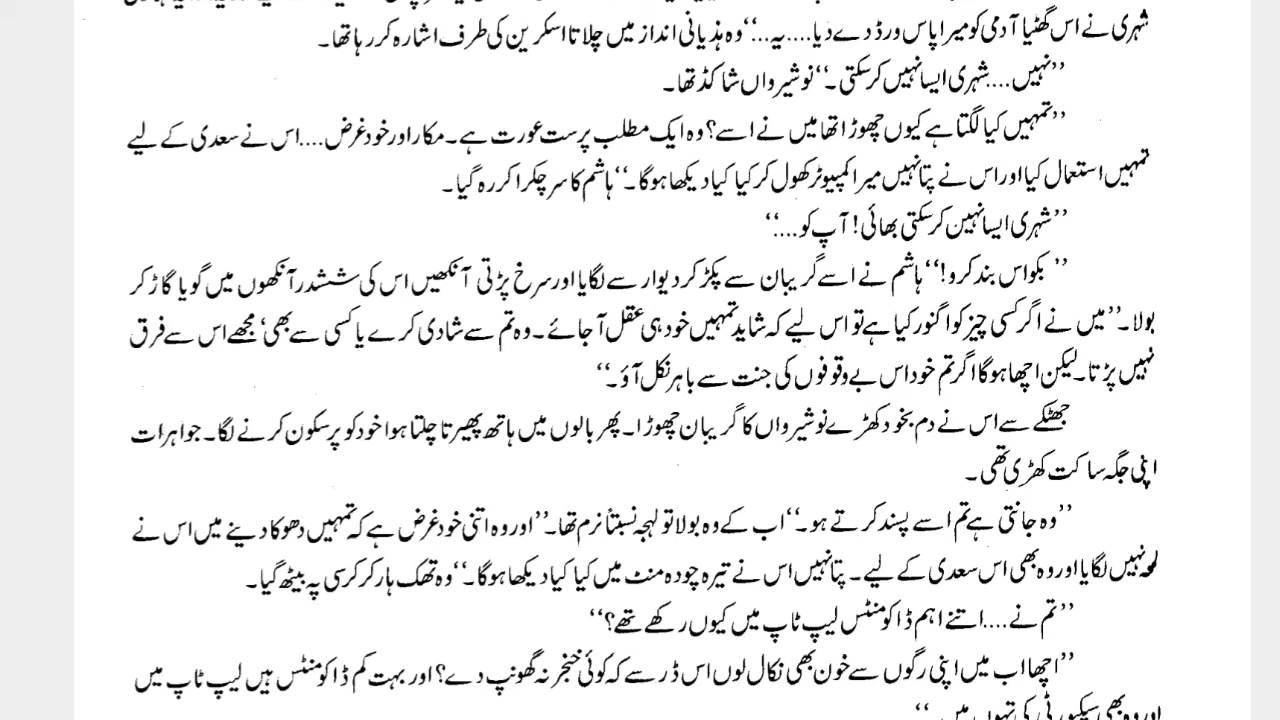 شہری نے اس گھٹیا آدمی کو میرا پاس ورڈ دے دیا....یہ...‘‘ وہ ہذیانی انداز میں چلاتا اسکرین کی طرف اشارہ کر رہا تھا۔
’’نہیں....شہری ایسا نہیں کر سکتی۔‘‘ نوشیرواں شاکڈ تھا۔
’’تمہیں کیا لگتا ہے کیوں چھوڑا تھا میں نے اسے؟ وہ ایک مطلب پرست عورت ہے۔ مکار اور خود غرض....اس نے سعدی کے لیے
تمہیں استعمال کیا اور اس نے پتا نہیں میرا کمپیوٹر کھول کر کیا کیا دیکھا ہوگا۔‘‘ ہاشم کا سر چکرا کر رہ گیا۔
’’شہری ایسا نہین کر سکتی بھائی! آپ کو....‘‘
’’بکواس بند کرو!‘‘ ہاشم نے اسے گریبان سے پکڑ کر دیوار سے لگایا اور سرخ پڑتی آنکھیں اس کی ششدر آنکھوں میں گویا گاڑ کر
بولا۔ ’’میں نے اگر کسی چیز کو اگنور کیا ہے تو اس لیے کہ شاید تمہیں خود ہی عقل آ جائے۔ وہ تم سے شادی کرے یا کسی سے بھی‘ مجھے اس سے فرق
نہیں پڑتا۔ لیکن اچھا ہوگا اگر تم خود اس بے وقوفوں کی جنت سے باہر نکل آؤ۔‘‘
جھٹکے سے اس نے دم بخود کھڑے نوشیرواں کا گریبان چھوڑا۔ پھر بالوں میں ہاتھ پھیرتا چلتا ہوا خود کو پرسکون کرنے لگا۔ جواہرات
اپنی جگہ ساکت کھڑی تھی۔
’’وہ جانتی ہے تم اسے پسند کرتے ہو۔‘‘ اب کے وہ بولا تو لہجہ نسبتاً نرم تھا۔ ’’اور وہ اتنی خود غرض ہے کہ تمہیں دھوکا دینے میں اس نے
لمحہ نہیں لگایا اور وہ بھی اس سعدی کے لیے۔ پتا نہیں اس نے تیرہ چودہ منٹ میں کیا کیا دیکھا ہوگا۔‘‘ وہ تھک ہار کر کرسی پہ بیٹھ گیا۔
’’تم نے....اتنے اہم ڈاکومنٹس لیپ ٹاپ میں کیوں رکھے تھے؟‘‘
’’اچھا اب میں اپنی رگوں سے خون بھی نکال لوں اس ڈر سے کہ کوئی خنجر نہ گھونپ دے؟ اور بہت کم ڈاکومنٹس ہیں لیپ ٹاپ میں
اور وہ بھی سیکیورٹی کی تہوں میں۔‘‘